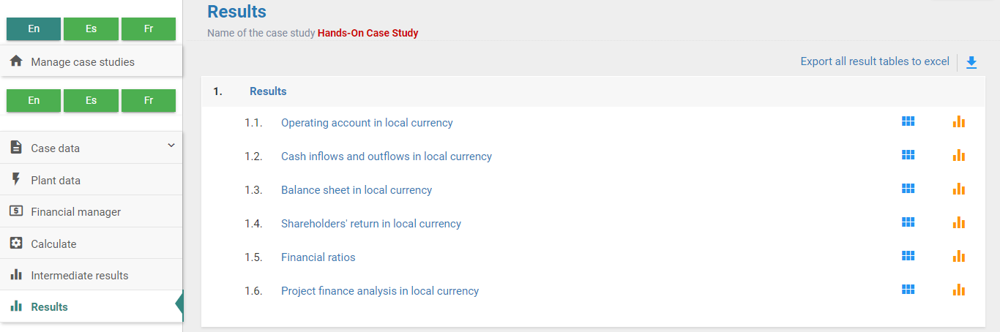 En Es Fr
Manage case studies
En Es Fr
Case data
Plant data
Financial manager
Calculate
Intermediate results
Results
Results
Name of the case study Hands-On Case Study
Export all result tables to excel
1. Results
1.1. Operating account in local currency
1.2. Cash inflows and outflows in local currency
1.3. Balance sheet in local currency
1.4. Shareholders' return in local currency
1.5. Financial ratios
1.6. Project finance analysis in local currency